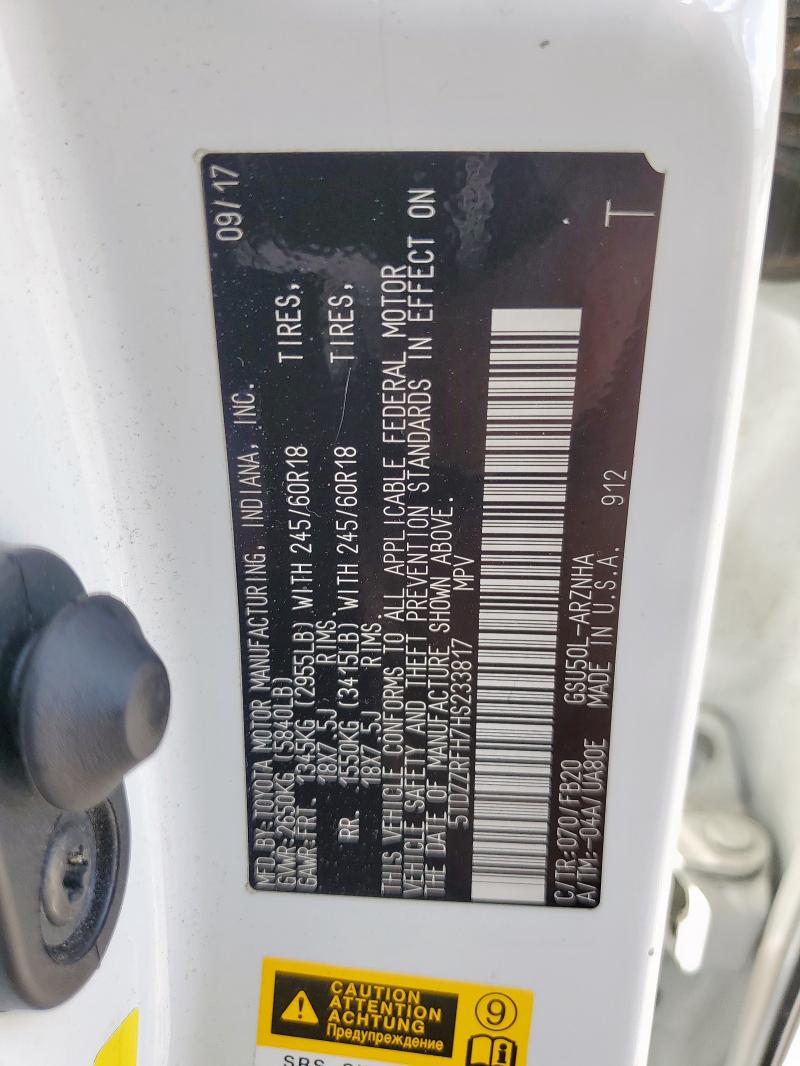 MFD. BY: TOYOTA MOTOR MANUFACTURING, INDIANA, INC. 09/17
GVWR: 2650KG (5840LB)
GAWR: FRT. 1345KG (2955LB) WITH 245/60R18 TIRES,
18X7.5J RIMS.
RR. 1550KG (3415LB) WITH 245/60R18 TIRES,
18X7.5J RIMS.
THIS VEHICLE CONFORMS TO ALL APPLICABLE FEDERAL MOTOR
VEHICLE SAFETY AND THEFT PREVENTION STANDARDS IN EFFECT ON
THE DATE OF MANUFACTURE SHOWN ABOVE.
5TDZZRFH7HS233817 MPV
C/TR:070/FB20 GSU50L-ARZNHA
A/TM:-04A/UA80E MADE IN U.S.A. 912 T
CAUTION
ATTENTION
ACHTUNG
Предупреждение
9
SRS